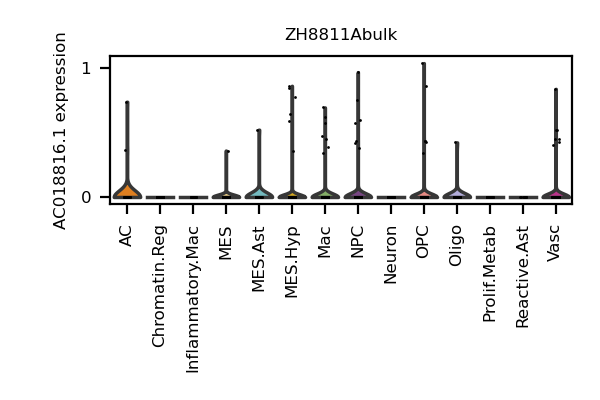 ZH8811Abulk
AC018816.1 expression
1
0
AC
Chromatin.Reg
Inflammatory.Mac
MES
MES.Ast
MES.Hyp
Mac
NPC
Neuron
OPC
Oligo
Prolif.Metab
Reactive.Ast
Vasc